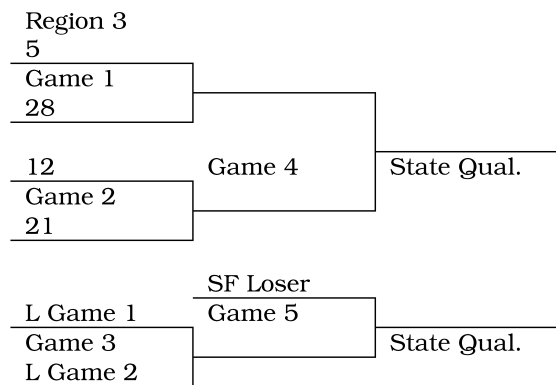 Region 3
5
Game 1
28
12
Game 4
State Qual.
Game 2
21
SF Loser
L Game 1
Game 5
Game 3
State Qual.
L Game 2